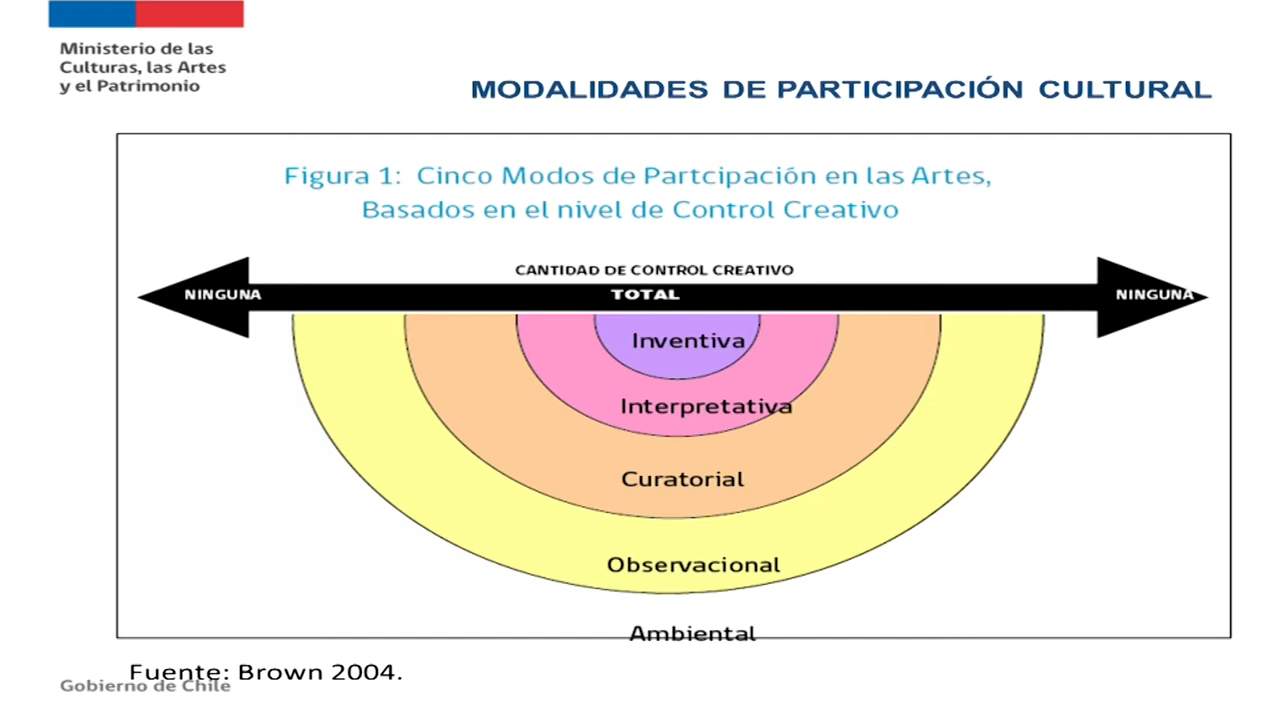 Ministerio de las
Culturas, las Artes
y el Patrimonio
MODALIDADES DE PARTICIPACIÓN CULTURAL
Figura 1: Cinco Modos de Partcipación en las Artes,
Basados en el nivel de Control Creativo
CANTIDAD DE CONTROL CREATIVO
NINGUNA TOTAL NINGUNA
Inventiva
Interpretativa
Curatorial
Observacional
Ambiental
Fuente: Brown 2004.
Gobierno de Chile